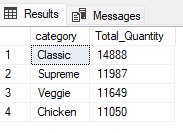 Results Messages
category Total_Quantity
1 Classic 14888
2 Supreme 11987
3 Veggie 11649
4 Chicken 11050